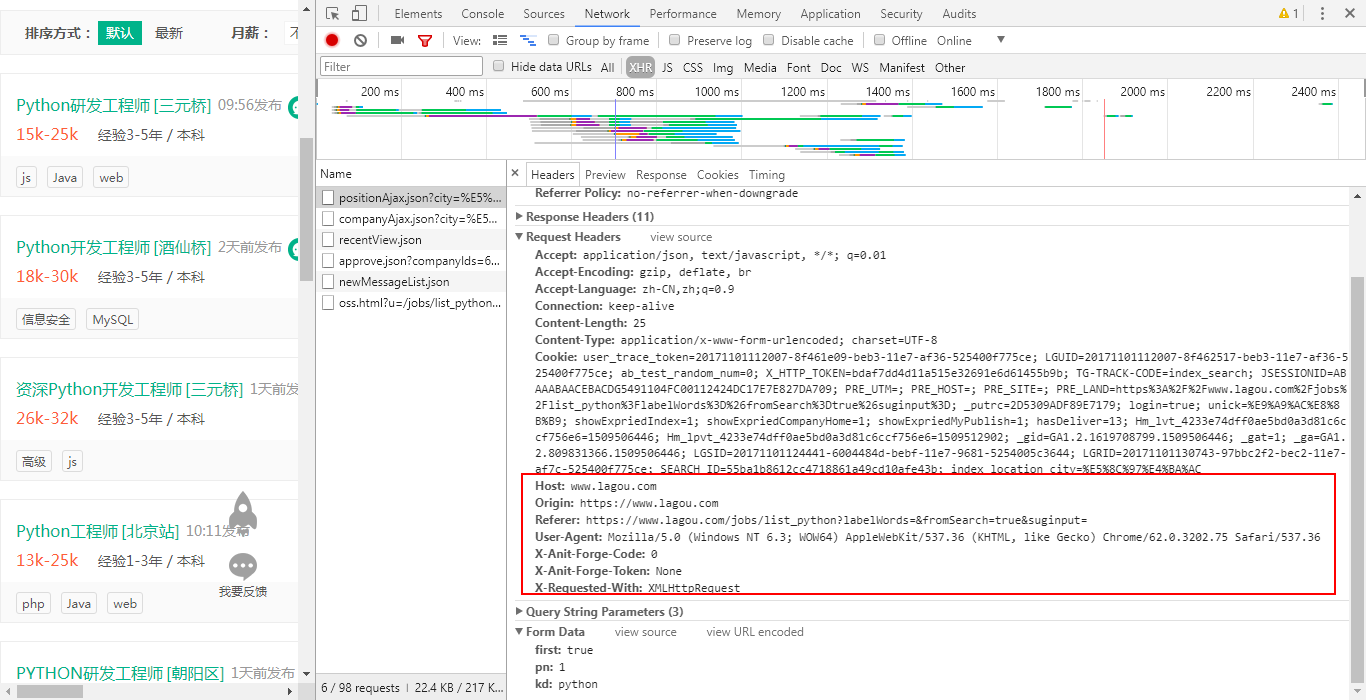 排序方式： 默认 最新 月薪： 不
Python研发工程师 [三元桥] 09:56发布
15k-25k 经验3-5年 / 本科
js Java web
Python开发工程师 [酒仙桥] 2天前发布
18k-30k 经验3-5年 / 本科
信息安全 MySQL
资深Python开发工程师 [三元桥] 1天前发
26k-32k 经验3-5年 / 本科
高级 js
Python工程师 [北京站] 10:11发布
13k-25k 经验1-3年 / 本科
我要反馈
php Java web
PYTHON研发工程师 [朝阳区] 1天前发布
Elements Console Sources Network Performance Memory Application Security Audits 1
View: Group by frame Preserve log Disable cache Offline Online
Filter Hide data URLs All XHR JS CSS Img Media Font Doc WS Manifest Other
200 ms 400 ms 600 ms 800 ms 1000 ms 1200 ms 1400 ms 1600 ms 1800 ms 2000 ms 2200 ms 2400 ms
Name
positionAjax.json?city=%E5%...
companyAjax.json?city=%E5...
recentView.json
approve.json?companyIds=6...
newMessageList.json
oss.html?u=/jobs/list_python...
6 / 98 requests | 22.4 KB / 217 K...
× Headers Preview Response Cookies Timing
Referrer Policy: no-referrer-when-downgrade
Response Headers (11)
Request Headers view source
Accept: application/json, text/javascript, */*; q=0.01
Accept-Encoding: gzip, deflate, br
Accept-Language: zh-CN,zh;q=0.9
Connection: keep-alive
Content-Length: 25
Content-Type: application/x-www-form-urlencoded; charset=UTF-8
Cookie: user_trace_token=20171101112007-8f461e09-beb3-11e7-af36-525400f775ce; LGUID=20171101112007-8f462517-beb3-11e7-af36-52
5400f775ce; ab_test_random_num=0; X_HTTP_TOKEN=bdaf7dd4d11a515e32691e6d61455b9b; TG-TRACK-CODE=index_search; JSESSIONID=AB
AAABAACEBACDG5491104FC00112424DC17E7E827DA709; PRE_UTM=; PRE_HOST=; PRE_SITE=; PRE_LAND=https%3A%2F%2Fwww.lagou.com%2Fjobs%
2Flist_python%3FlabelWords%3D%26fromSearch%3Dtrue%26suginput%3D; _putrc=2D5309ADF89E7179; login=true; unick=%E9%A9%AC%E8%8
B%B9; showExpriedIndex=1; showExpriedCompanyHome=1; showExpriedMyPublish=1; hasDeliver=13; Hm_lvt_4233e74dff0ae5bd0a3d81c6c
cf756e6=1509506446; Hm_lpvt_4233e74dff0ae5bd0a3d81c6ccf756e6=1509512902; _gid=GA1.2.1619708799.1509506446; _gat=1; _ga=GA1.
2.809831366.1509506446; LGSID=20171101124441-6004484d-bebf-11e7-9681-5254005c3644; LGRID=20171101130743-97bbc2f2-bec2-11e7-
af7c-525400f775ce; SEARCH_ID=55ba1b8612cc4718861a49cd10afe43b; index_location_city=%E5%8C%97%E4%BA%AC
Host: www.lagou.com
Origin: https://www.lagou.com
Referer: https://www.lagou.com/jobs/list_python?labelWords=&fromSearch=true&suginput=
User-Agent: Mozilla/5.0 (Windows NT 6.3; WOW64) AppleWebKit/537.36 (KHTML, like Gecko) Chrome/62.0.3202.75 Safari/537.36
X-Anit-Forge-Code: 0
X-Anit-Forge-Token: None
X-Requested-With: XMLHttpRequest
Query String Parameters (3)
Form Data view source view URL encoded
first: true
pn: 1
kd: python